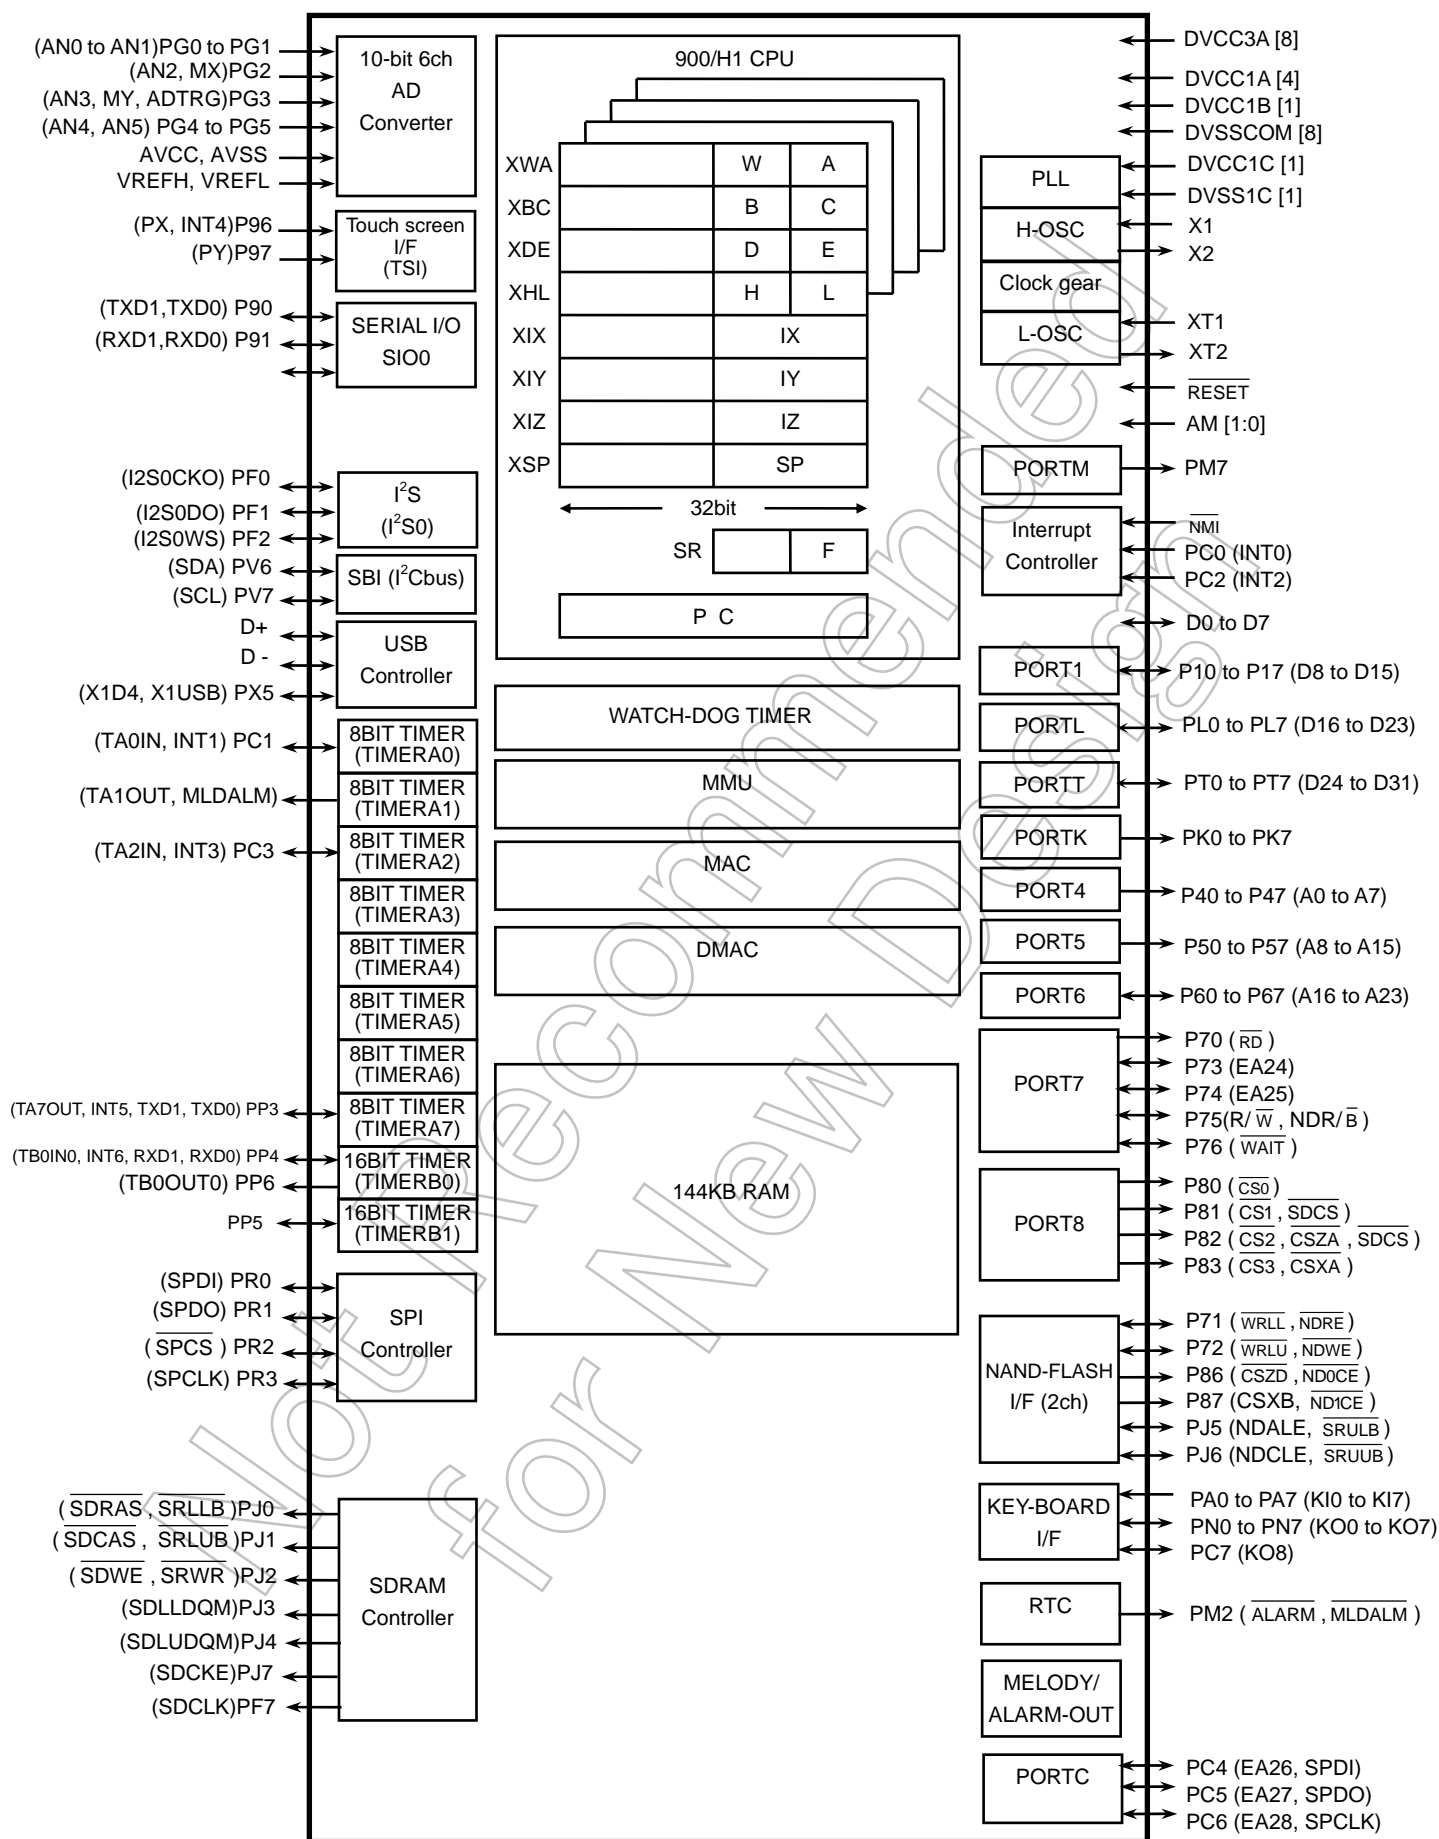 (AN0 to AN1)PG0 to PG1
(AN2, MX)PG2
(AN3, MY, ADTRG)PG3
(AN4, AN5) PG4 to PG5
AVCC, AVSS
VREFH, VREFL
10-bit 6ch
AD
Converter
(PX, INT4)P96
(PY)P97
Touch screen
I/F
(TSI)
(TXD1,TXD0) P90
(RXD1,RXD0) P91
SERIAL I/O
SIO0
(I2S0CKO) PF0
(I2S0DO) PF1
(I2S0WS) PF2
I²S
(I²S0)
(SDA) PV6
(SCL) PV7
SBI (I²Cbus)
D+
D -
(X1D4, X1USB) PX5
USB
Controller
(TA0IN, INT1) PC1
8BIT TIMER
(TIMERA0)
(TA1OUT, MLDALM)
8BIT TIMER
(TIMERA1)
(TA2IN, INT3) PC3
8BIT TIMER
(TIMERA2)
8BIT TIMER
(TIMERA3)
8BIT TIMER
(TIMERA4)
8BIT TIMER
(TIMERA5)
8BIT TIMER
(TIMERA6)
(TA7OUT, INT5, TXD1, TXD0) PP3
8BIT TIMER
(TIMERA7)
(TB0IN0, INT6, RXD1, RXD0) PP4
(TB0OUT0) PP6
16BIT TIMER
(TIMERB0)
PP5
16BIT TIMER
(TIMERB1)
(SPDI) PR0
(SPDO) PR1
(SPCS) PR2
(SPCLK) PR3
SPI
Controller
(SDRAS, SRLLB)PJ0
(SDCAS, SRLUB)PJ1
(SDWE, SRWR)PJ2
(SDLLDQM)PJ3
(SDLUDQM)PJ4
(SDCKE)PJ7
(SDCLK)PF7
SDRAM
Controller
900/H1 CPU
XWA W A
XBC B C
XDE D E
XHL H L
XIX IX
XIY IY
XIZ IZ
XSP SP
32bit
SR F
P C
WATCH-DOG TIMER
MMU
MAC
DMAC
144KB RAM
DVCC3A [8]
DVCC1A [4]
DVCC1B [1]
DVSSCOM [8]
PLL
DVCC1C [1]
DVSS1C [1]
H-OSC
X1
X2
Clock gear
L-OSC
XT1
XT2
RESET
AM [1:0]
PORTM
PM7
Interrupt
Controller
NMI
PC0 (INT0)
PC2 (INT2)
D0 to D7
PORT1
P10 to P17 (D8 to D15)
PORTL
PL0 to PL7 (D16 to D23)
PORTT
PT0 to PT7 (D24 to D31)
PORTK
PK0 to PK7
PORT4
P40 to P47 (A0 to A7)
PORT5
P50 to P57 (A8 to A15)
PORT6
P60 to P67 (A16 to A23)
PORT7
P70 (RD)
P73 (EA24)
P74 (EA25)
P75(R/W, NDR/B)
P76 (WAIT)
PORT8
P80 (CS0)
P81 (CS1, SDCS)
P82 (CS2, CSZA, SDCS)
P83 (CS3, CSXA)
NAND-FLASH
I/F (2ch)
P71 (WRLL, NDRE)
P72 (WRLU, NDWE)
P86 (CSZD, ND0CE)
P87 (CSXB, ND1CE)
PJ5 (NDALE, SRULB)
PJ6 (NDCLE, SRUUB)
KEY-BOARD
I/F
PA0 to PA7 (KI0 to KI7)
PN0 to PN7 (KO0 to KO7)
PC7 (KO8)
RTC
PM2 (ALARM, MLDALM)
MELODY/
ALARM-OUT
PORTC
PC4 (EA26, SPDI)
PC5 (EA27, SPDO)
PC6 (EA28, SPCLK)
Not Recommended
for New Design